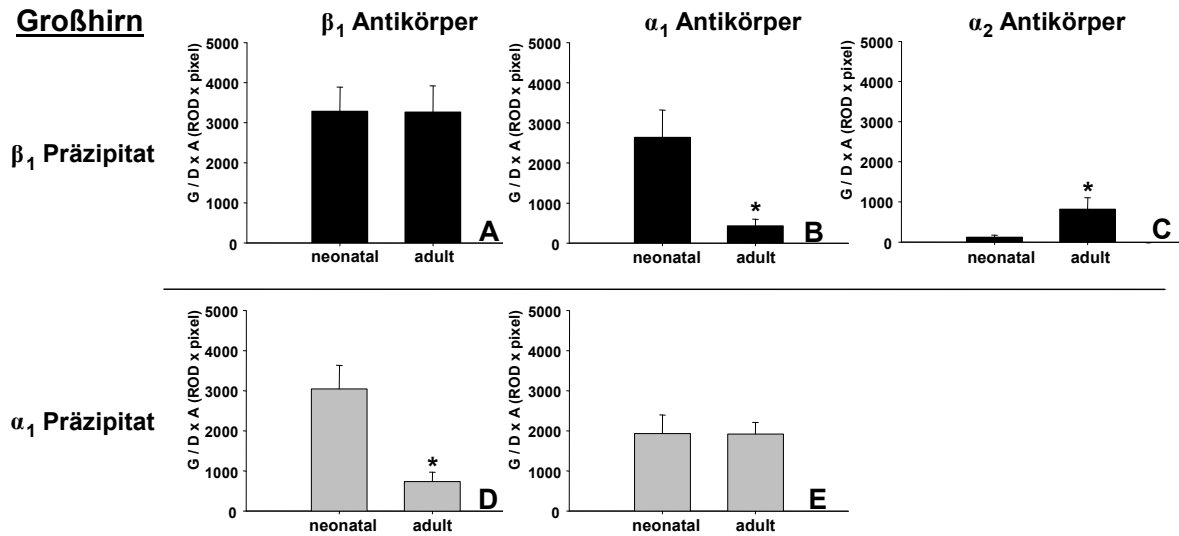 Großhirn
β1 Antikörper
α1 Antikörper
α2 Antikörper
β1 Präzipitat
G / D x A (ROD x pixel)
5000
4000
3000
2000
1000
0
neonatal
adult
A
G / D x A (ROD x pixel)
5000
4000
3000
2000
1000
0
*
neonatal
adult
B
G / D x A (ROD x pixel)
5000
4000
3000
2000
1000
0
*
neonatal
adult
C
α1 Präzipitat
G / D x A (ROD x pixel)
5000
4000
3000
2000
1000
0
*
neonatal
adult
D
G / D x A (ROD x pixel)
5000
4000
3000
2000
1000
0
neonatal
adult
E